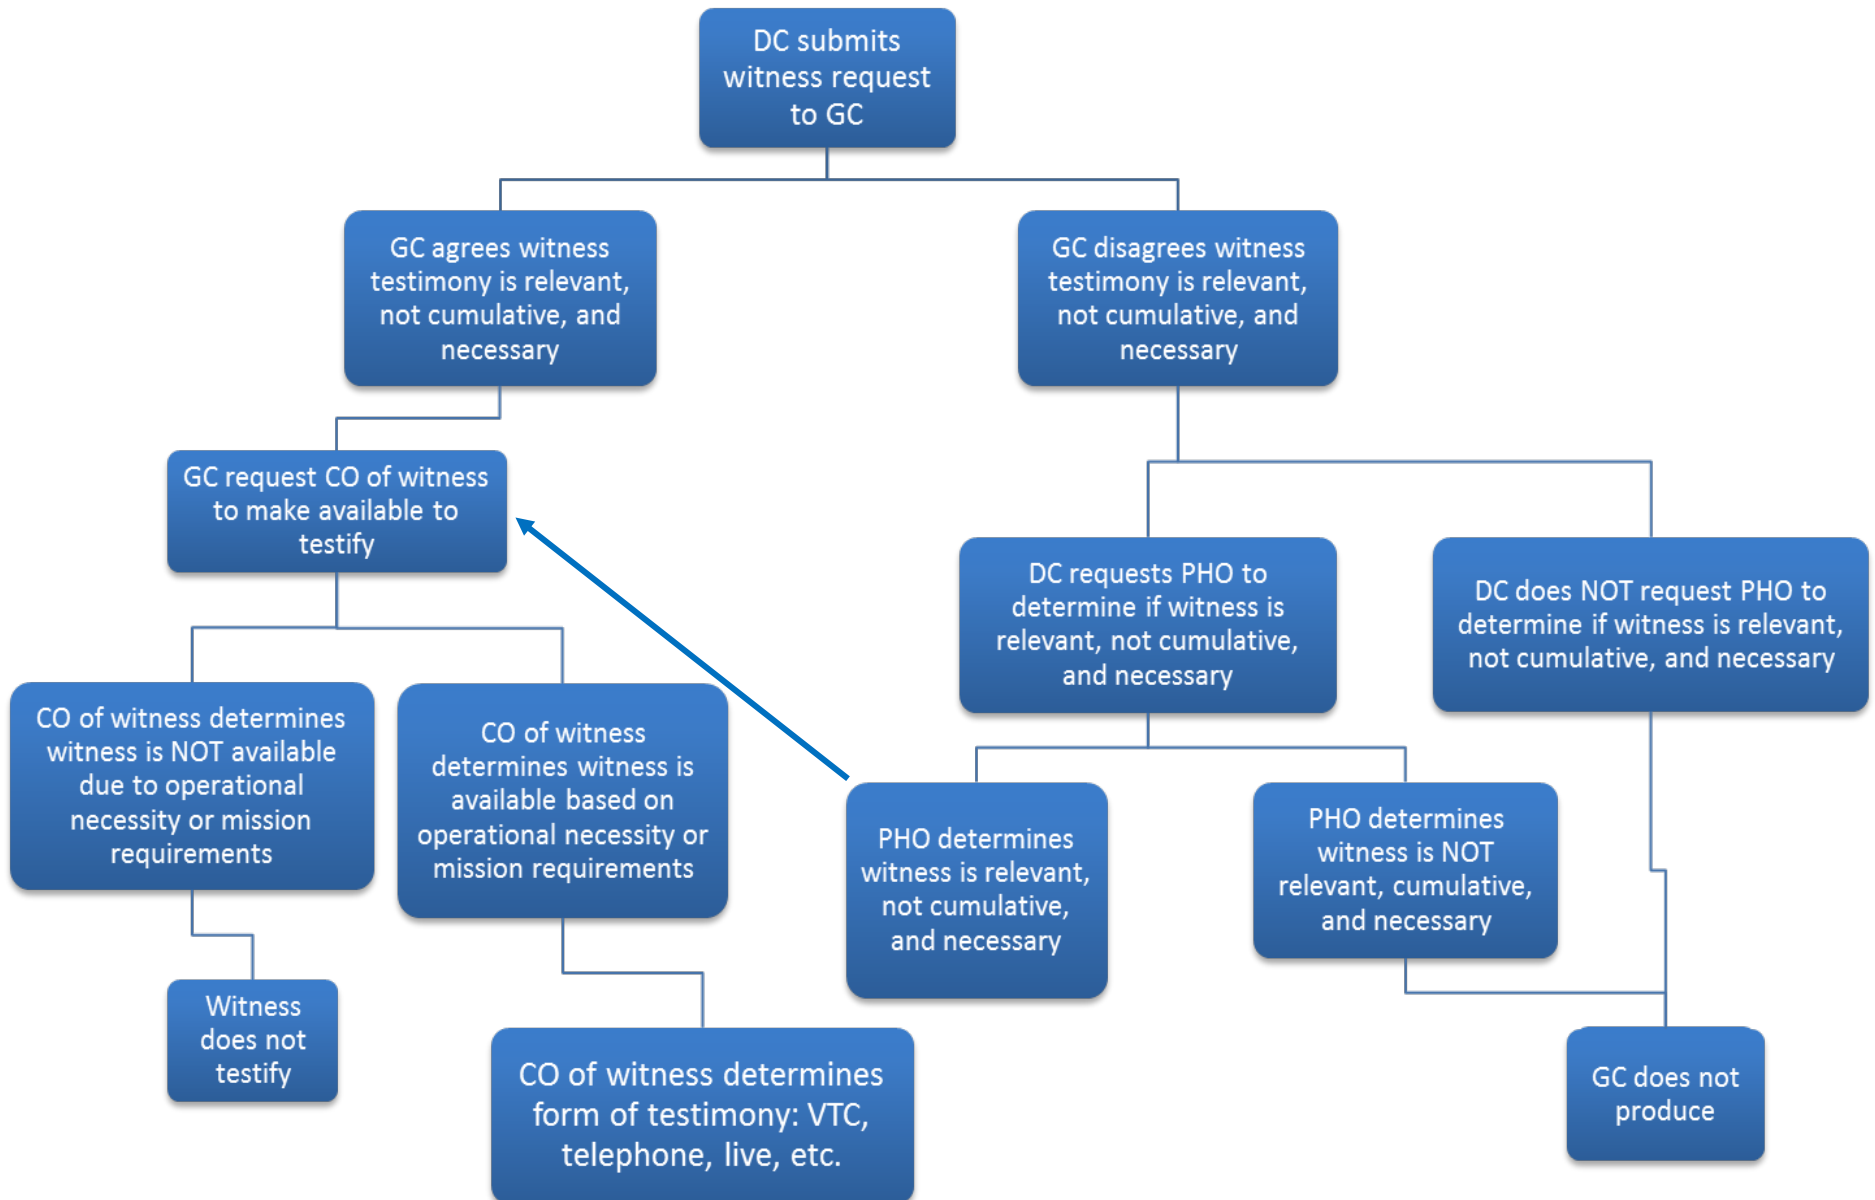 DC submits
witness request
to GC
GC agrees witness
testimony is relevant,
not cumulative, and
necessary
GC disagrees witness
testimony is relevant,
not cumulative, and
necessary
GC request CO of witness
to make available to
testify
DC requests PHO to
determine if witness is
relevant, not cumulative,
and necessary
DC does NOT request PHO to
determine if witness is relevant,
not cumulative, and necessary
CO of witness determines
witness is NOT available
due to operational
necessity or mission
requirements
CO of witness
determines witness is
available based on
operational necessity or
mission requirements
PHO determines
witness is relevant,
not cumulative,
and necessary
PHO determines
witness is NOT
relevant, cumulative,
and necessary
Witness
does not
testify
CO of witness determines
form of testimony: VTC,
telephone, live, etc.
GC does not
produce